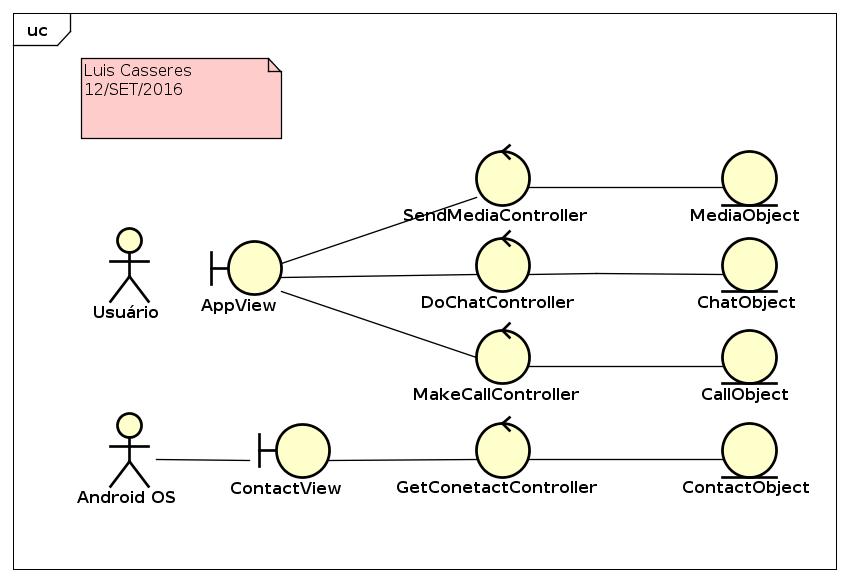 uc
Luis Casseres
12/SET/2016
SendMediaController
MediaObject
Usuário
AppView
DoChatController
ChatObject
MakeCallController
CallObject
Android OS
ContactView
GetConetactController
ContactObject